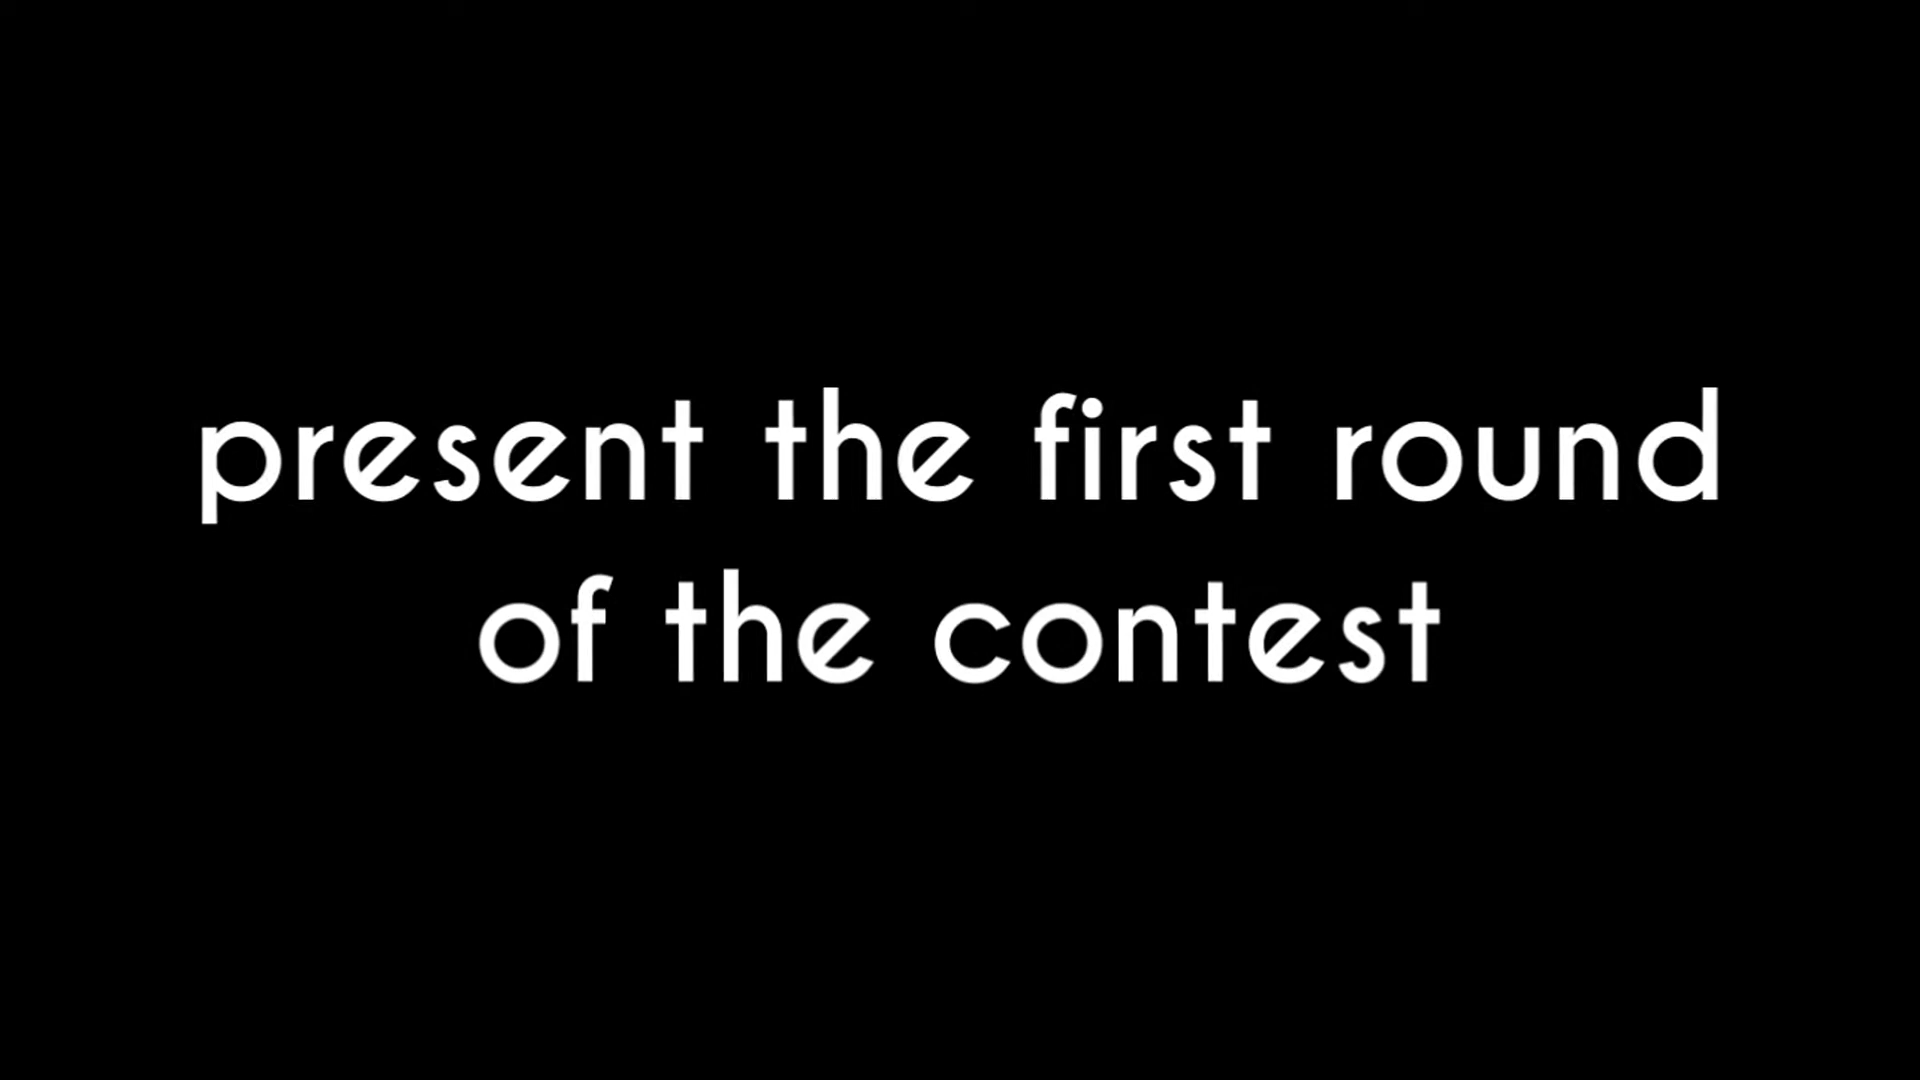 present the first round
of the contest